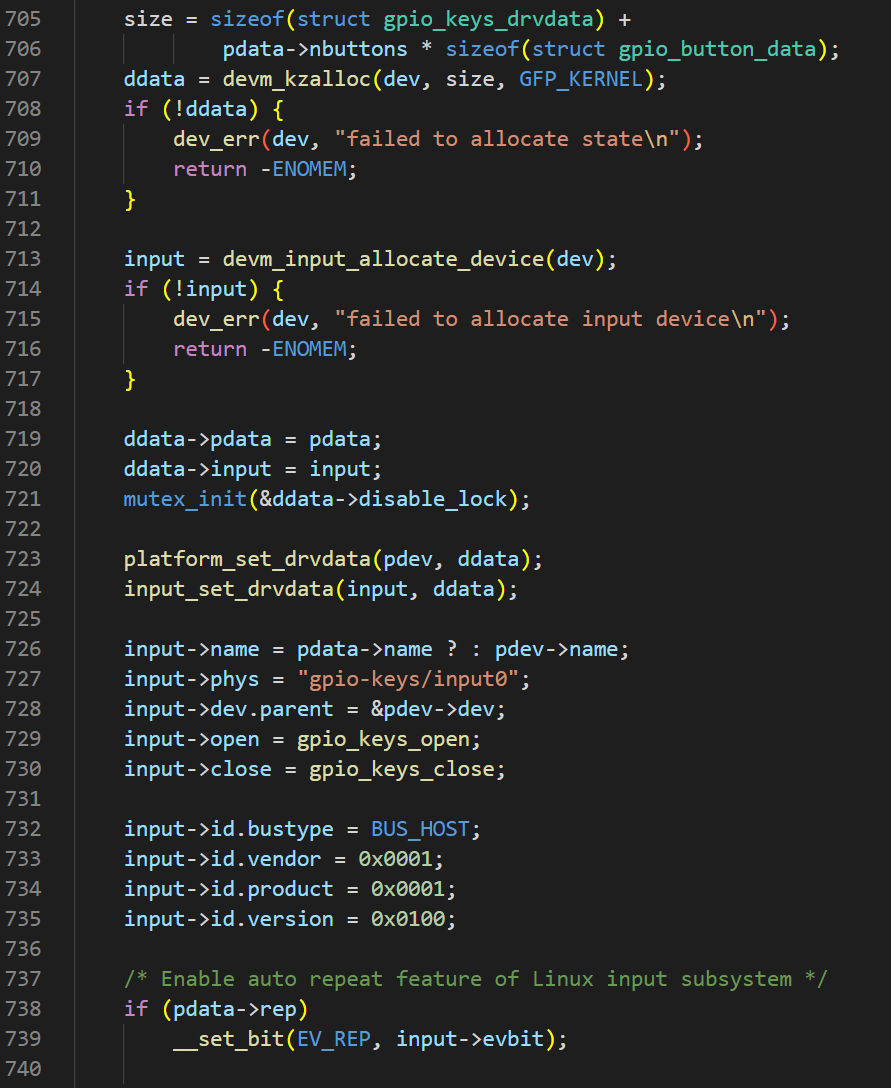 705 size = sizeof(struct gpio_keys_drvdata) +
706 pdata->nbuttons * sizeof(struct gpio_button_data);
707 ddata = devm_kzalloc(dev, size, GFP_KERNEL);
708 if (!ddata) {
709 dev_err(dev, "failed to allocate state\n");
710 return -ENOMEM;
711 }
712
713 input = devm_input_allocate_device(dev);
714 if (!input) {
715 dev_err(dev, "failed to allocate input device\n");
716 return -ENOMEM;
717 }
718
719 ddata->pdata = pdata;
720 ddata->input = input;
721 mutex_init(&ddata->disable_lock);
722
723 platform_set_drvdata(pdev, ddata);
724 input_set_drvdata(input, ddata);
725
726 input->name = pdata->name ? : pdev->name;
727 input->phys = "gpio-keys/input0";
728 input->dev.parent = &pdev->dev;
729 input->open = gpio_keys_open;
730 input->close = gpio_keys_close;
731
732 input->id.bustype = BUS_HOST;
733 input->id.vendor = 0x0001;
734 input->id.product = 0x0001;
735 input->id.version = 0x0100;
736
737 /* Enable auto repeat feature of Linux input subsystem */
738 if (pdata->rep)
739 __set_bit(EV_REP, input->evbit);
740